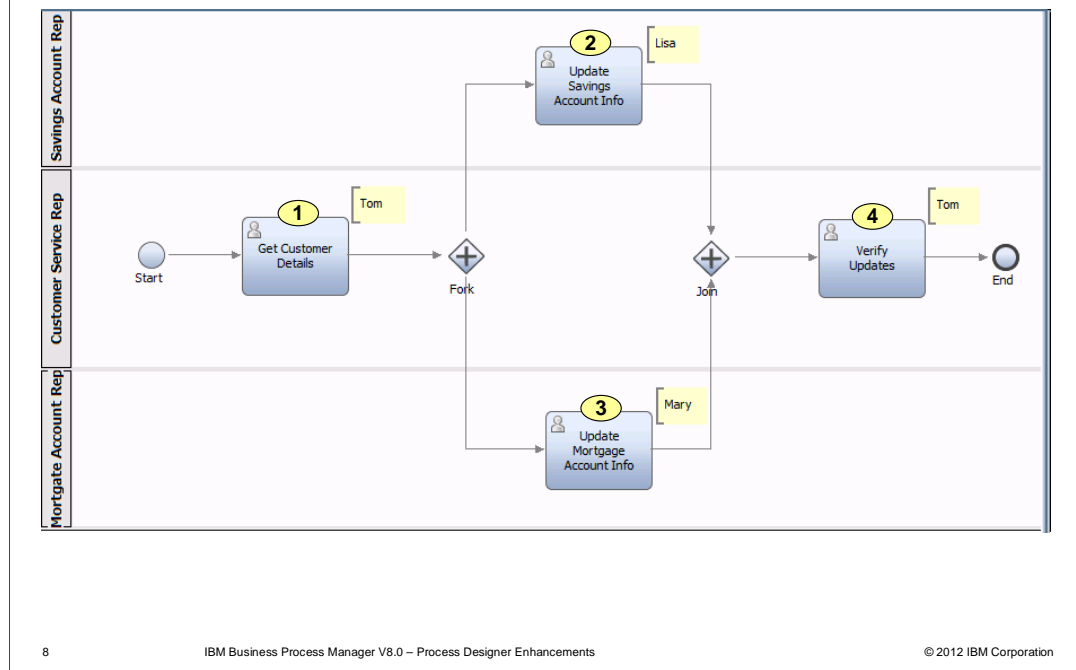 Savings Account Rep
2
Lisa
Update
Savings
Account Info
Customer Service Rep
1
Tom
Get Customer
Details
Start
Fork
Join
4
Tom
Verify
Updates
End
Mortgate Account Rep
3
Mary
Update
Mortgage
Account Info
8
IBM Business Process Manager V8.0 – Process Designer Enhancements
© 2012 IBM Corporation